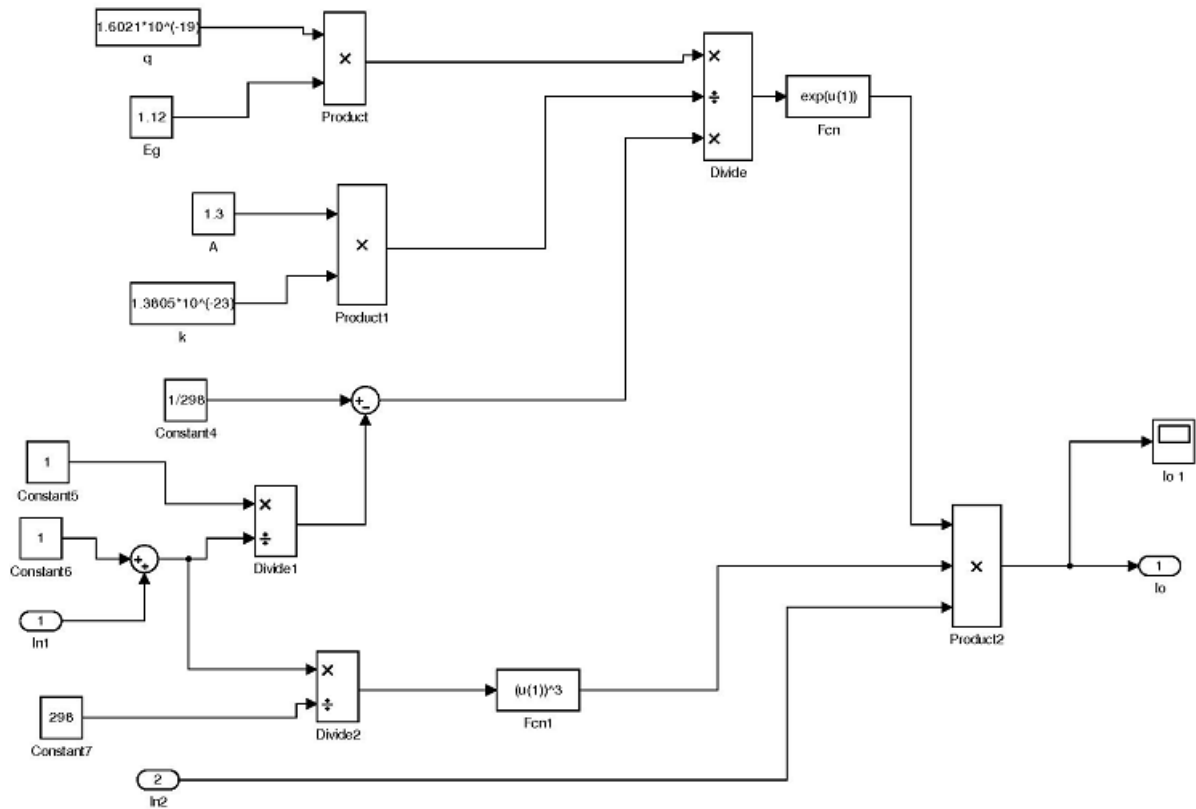 1.6021*10^(-19)
q
×
Product
1.12
Eg
×
÷
×
Divide
exp(u(1))
Fcn
1.3
A
×
Product1
1.3805*10^(-23)
k
1/298
Constant4
+
−
1
Constant5
×
÷
Divide1
1
Constant6
+
+
1
In1
×
÷
Divide2
298
Constant7
(u(1))^3
Fcn1
2
In2
×
Product2
Io 1
1
Io